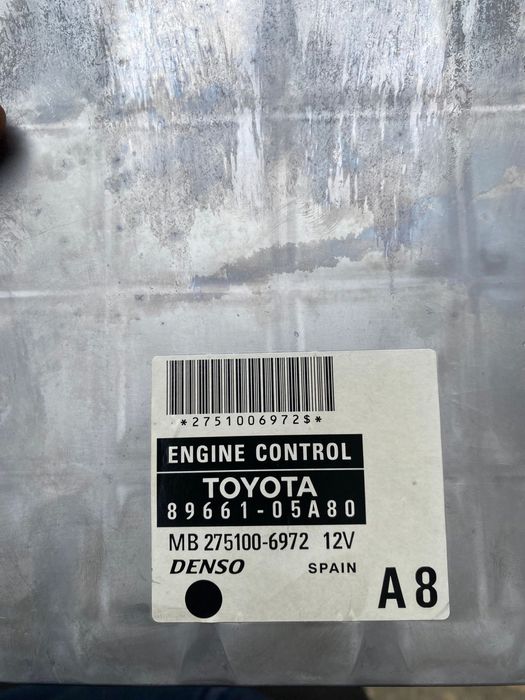 *2751006972$*
ENGINE CONTROL
TOYOTA
89661-05A80
MB 275100-6972 12V
DENSO SPAIN
A8